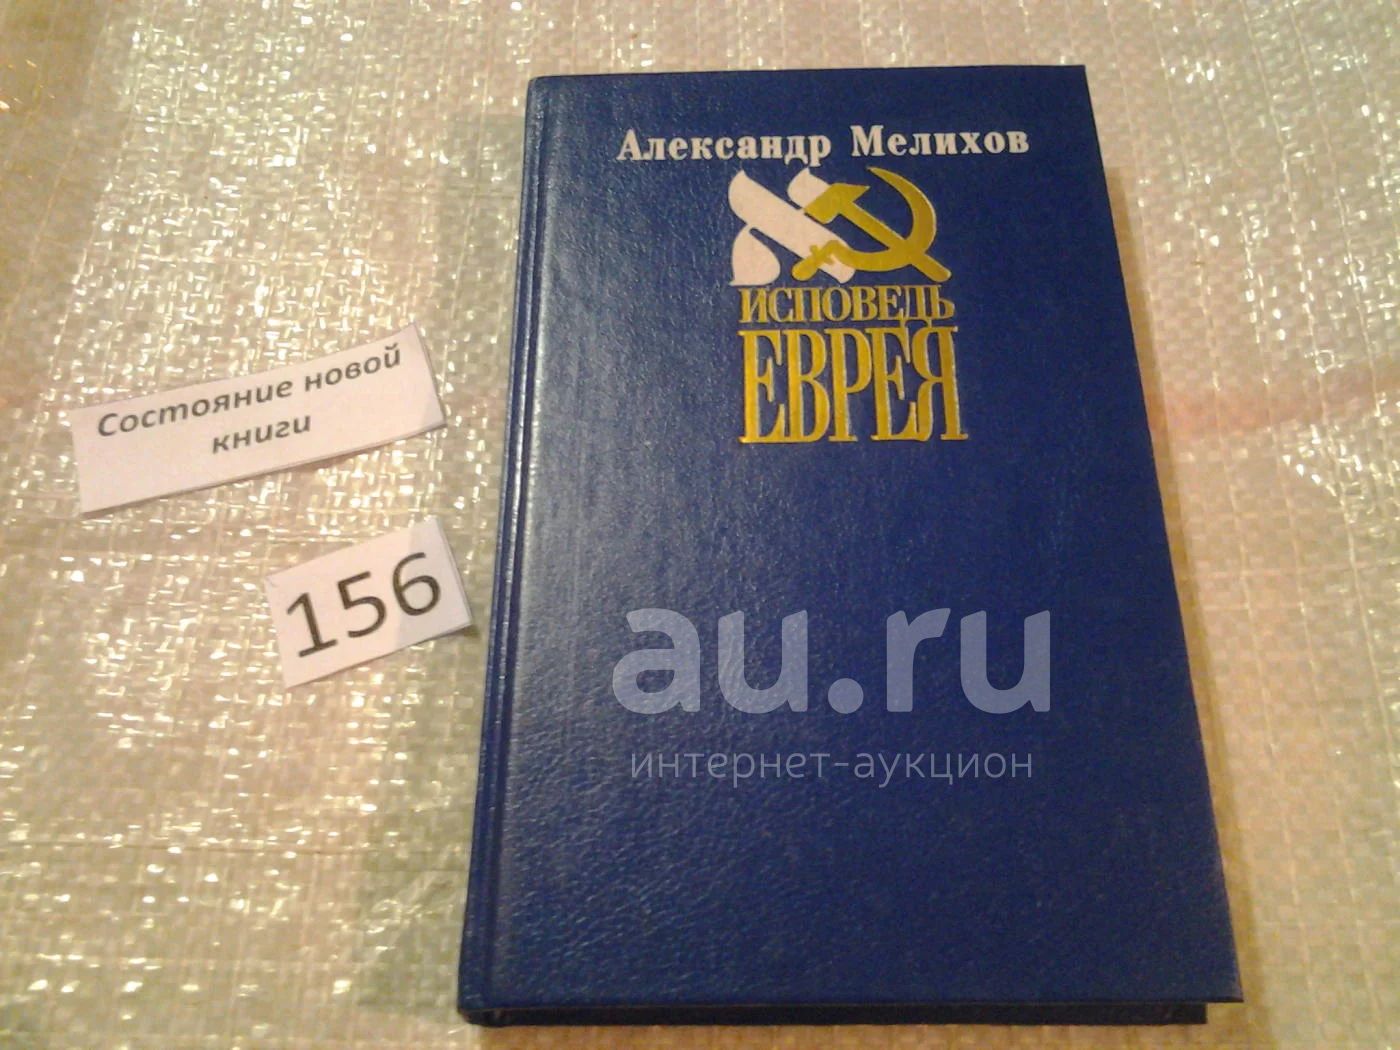 Александр Мелихов
א
ИСПОВЕДЬ
ЕВРЕЯ
Состояние новой
книги
156
au.ru
интернет-аукцион